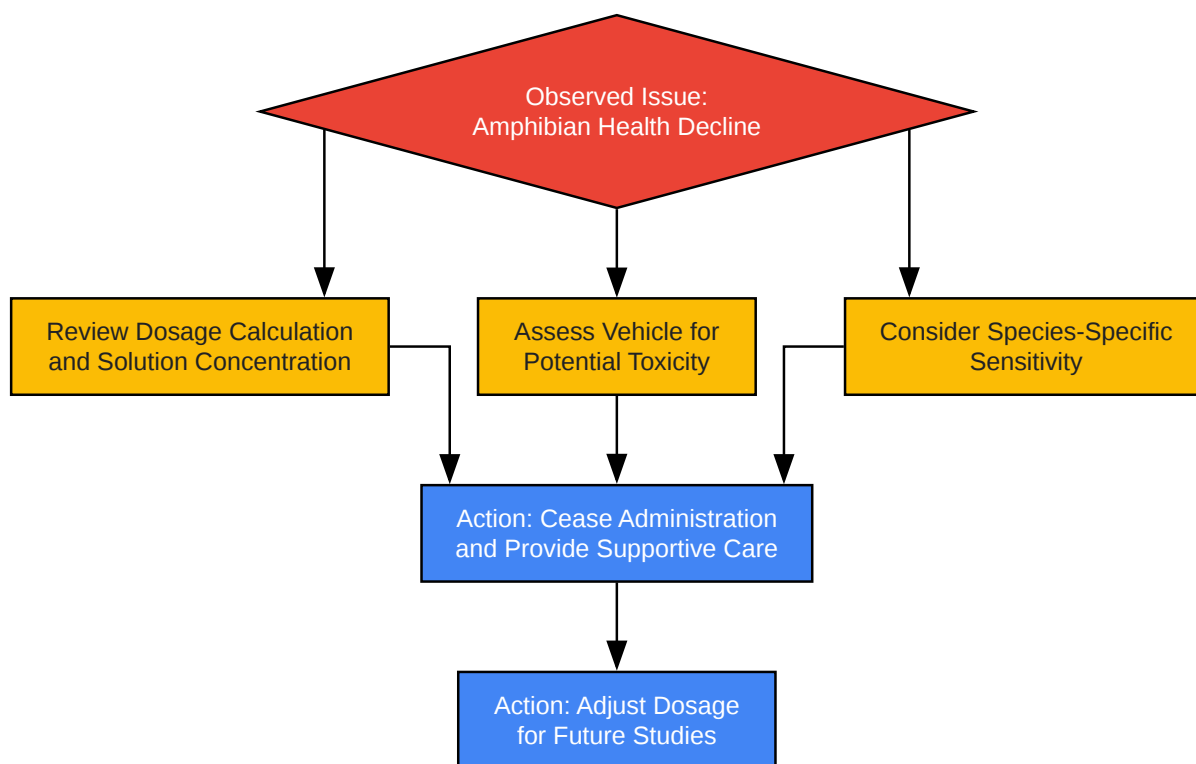 Observed Issue:
Amphibian Health Decline
Review Dosage Calculation
and Solution Concentration
Assess Vehicle for
Potential Toxicity
Consider Species-Specific
Sensitivity
Action: Cease Administration
and Provide Supportive Care
Action: Adjust Dosage
for Future Studies